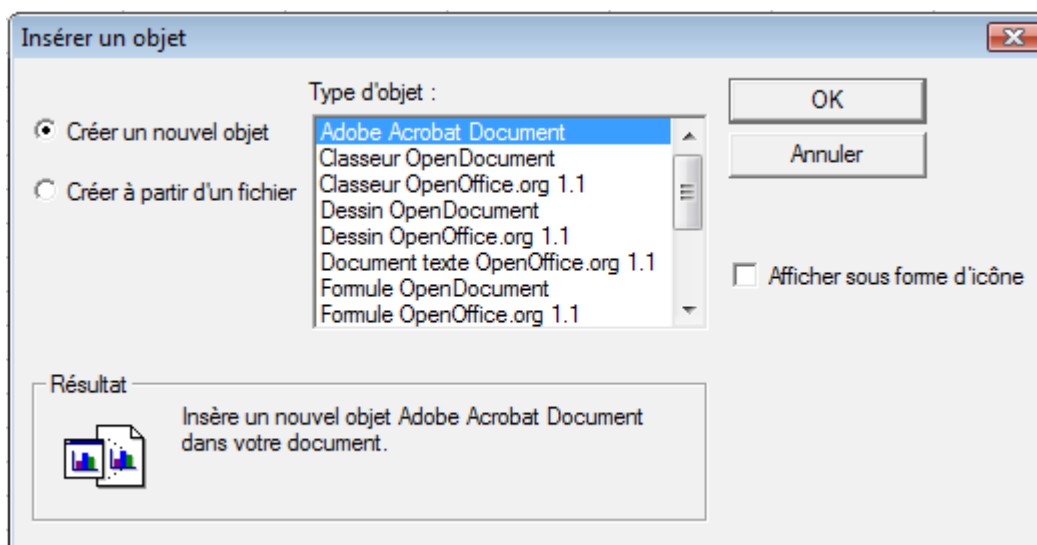 Insérer un objet
Type d'objet :
Créer un nouvel objet
Créer à partir d'un fichier
Adobe Acrobat Document
Classeur OpenDocument
Classeur OpenOffice.org 1.1
Dessin OpenDocument
Dessin OpenOffice.org 1.1
Document texte OpenOffice.org 1.1
Formule OpenDocument
Formule OpenOffice.org 1.1
OK
Annuler
Afficher sous forme d'icône
Résultat
Insère un nouvel objet Adobe Acrobat Document
dans votre document.